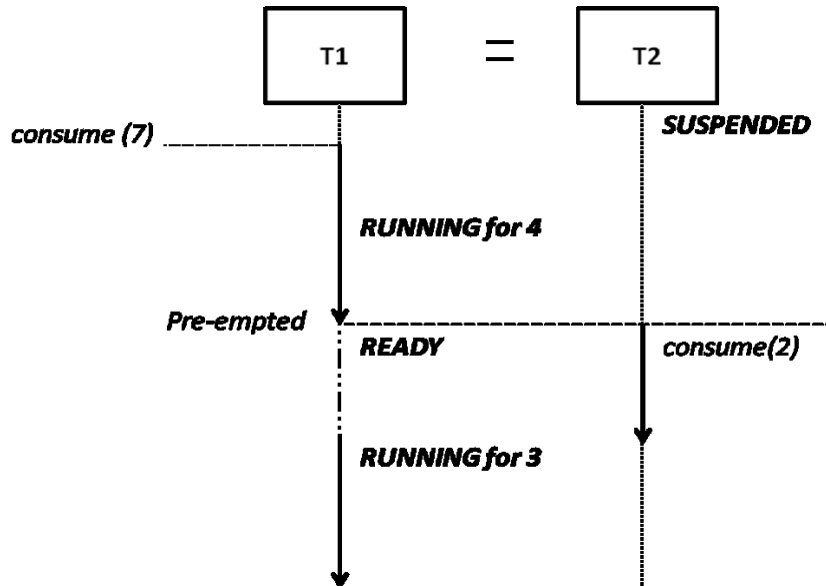 T1
=
T2
SUSPENDED
consume (7)
RUNNING for 4
Pre-empted
READY
consume(2)
RUNNING for 3